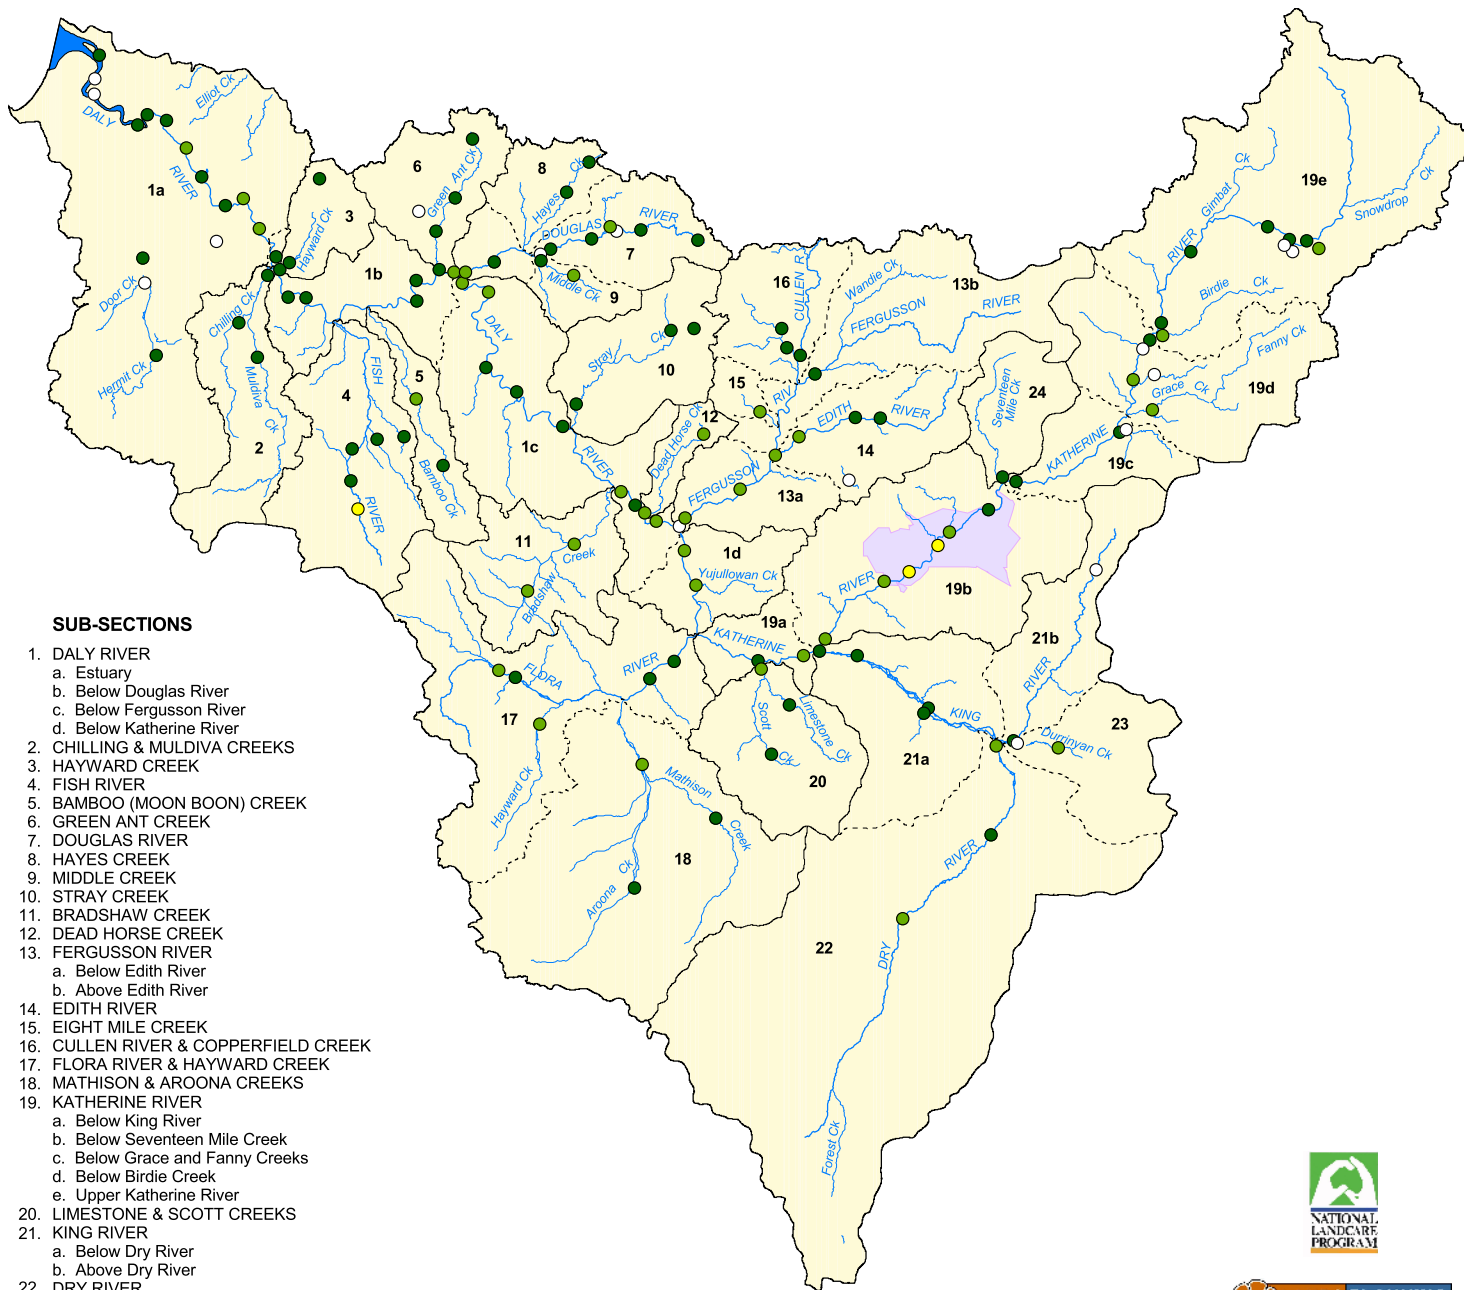 Elliot Ck
DALY
RIVER
1a
3
Hayward Ck
6
Green Ant Ck
8
Hayes Ck
DOUGLAS RIVER
7
Middle Ck
9
1b
Door Ck
Hermit Ck
Chilling Ck
Muldiva Ck
2
4
FISH
RIVER
5
Bamboo Ck
DALY
RIVER
1c
Stray Ck
10
16
CULLEN R
Wandie Ck
13b
FERGUSSON RIVER
15
RIV
12
Dead Horse Ck
EDITH RIVER
14
FERGUSSON
13a
Seventeen
Mile Ck
24
19e
Gimbat Ck
Snowdrop Ck
RIVER
Birdie Ck
Fanny Ck
Grace Ck
19d
KATHERINE
19c
11
Bradshaw Creek
1d
Yujullowan Ck
RIVER
19b
19a
KATHERINE
21b
RIVER
FLORA
RIVER
17
Hayward Ck
Scott Ck
Limestone Ck
20
KING
21a
23
Durrinyan Ck
Mathison Creek
18
Aroona Ck
RIVER
22
DRY
Forest Ck
SUB-SECTIONS
1. DALY RIVER
a. Estuary
b. Below Douglas River
c. Below Fergusson River
d. Below Katherine River
2. CHILLING & MULDIVA CREEKS
3. HAYWARD CREEK
4. FISH RIVER
5. BAMBOO (MOON BOON) CREEK
6. GREEN ANT CREEK
7. DOUGLAS RIVER
8. HAYES CREEK
9. MIDDLE CREEK
10. STRAY CREEK
11. BRADSHAW CREEK
12. DEAD HORSE CREEK
13. FERGUSSON RIVER
a. Below Edith River
b. Above Edith River
14. EDITH RIVER
15. EIGHT MILE CREEK
16. CULLEN RIVER & COPPERFIELD CREEK
17. FLORA RIVER & HAYWARD CREEK
18. MATHISON & AROONA CREEKS
19. KATHERINE RIVER
a. Below King River
b. Below Seventeen Mile Creek
c. Below Grace and Fanny Creeks
d. Below Birdie Creek
e. Upper Katherine River
20. LIMESTONE & SCOTT CREEKS
21. KING RIVER
a. Below Dry River
b. Above Dry River
22. DRY RIVER
NATIONAL
LANDCARE
PROGRAM